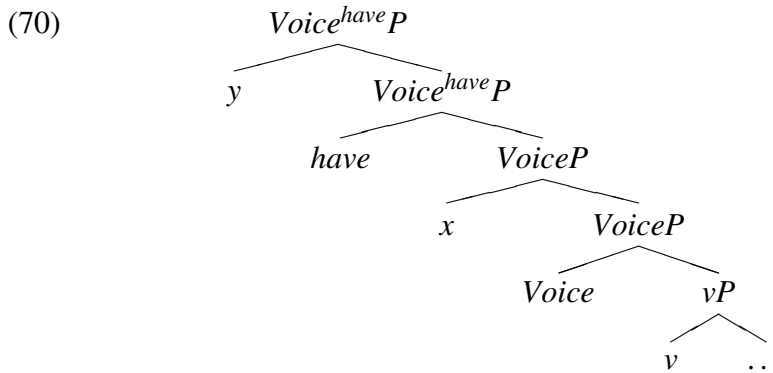 (70) Voice^have P
y Voice^have P
have VoiceP
x VoiceP
Voice vP
v ..